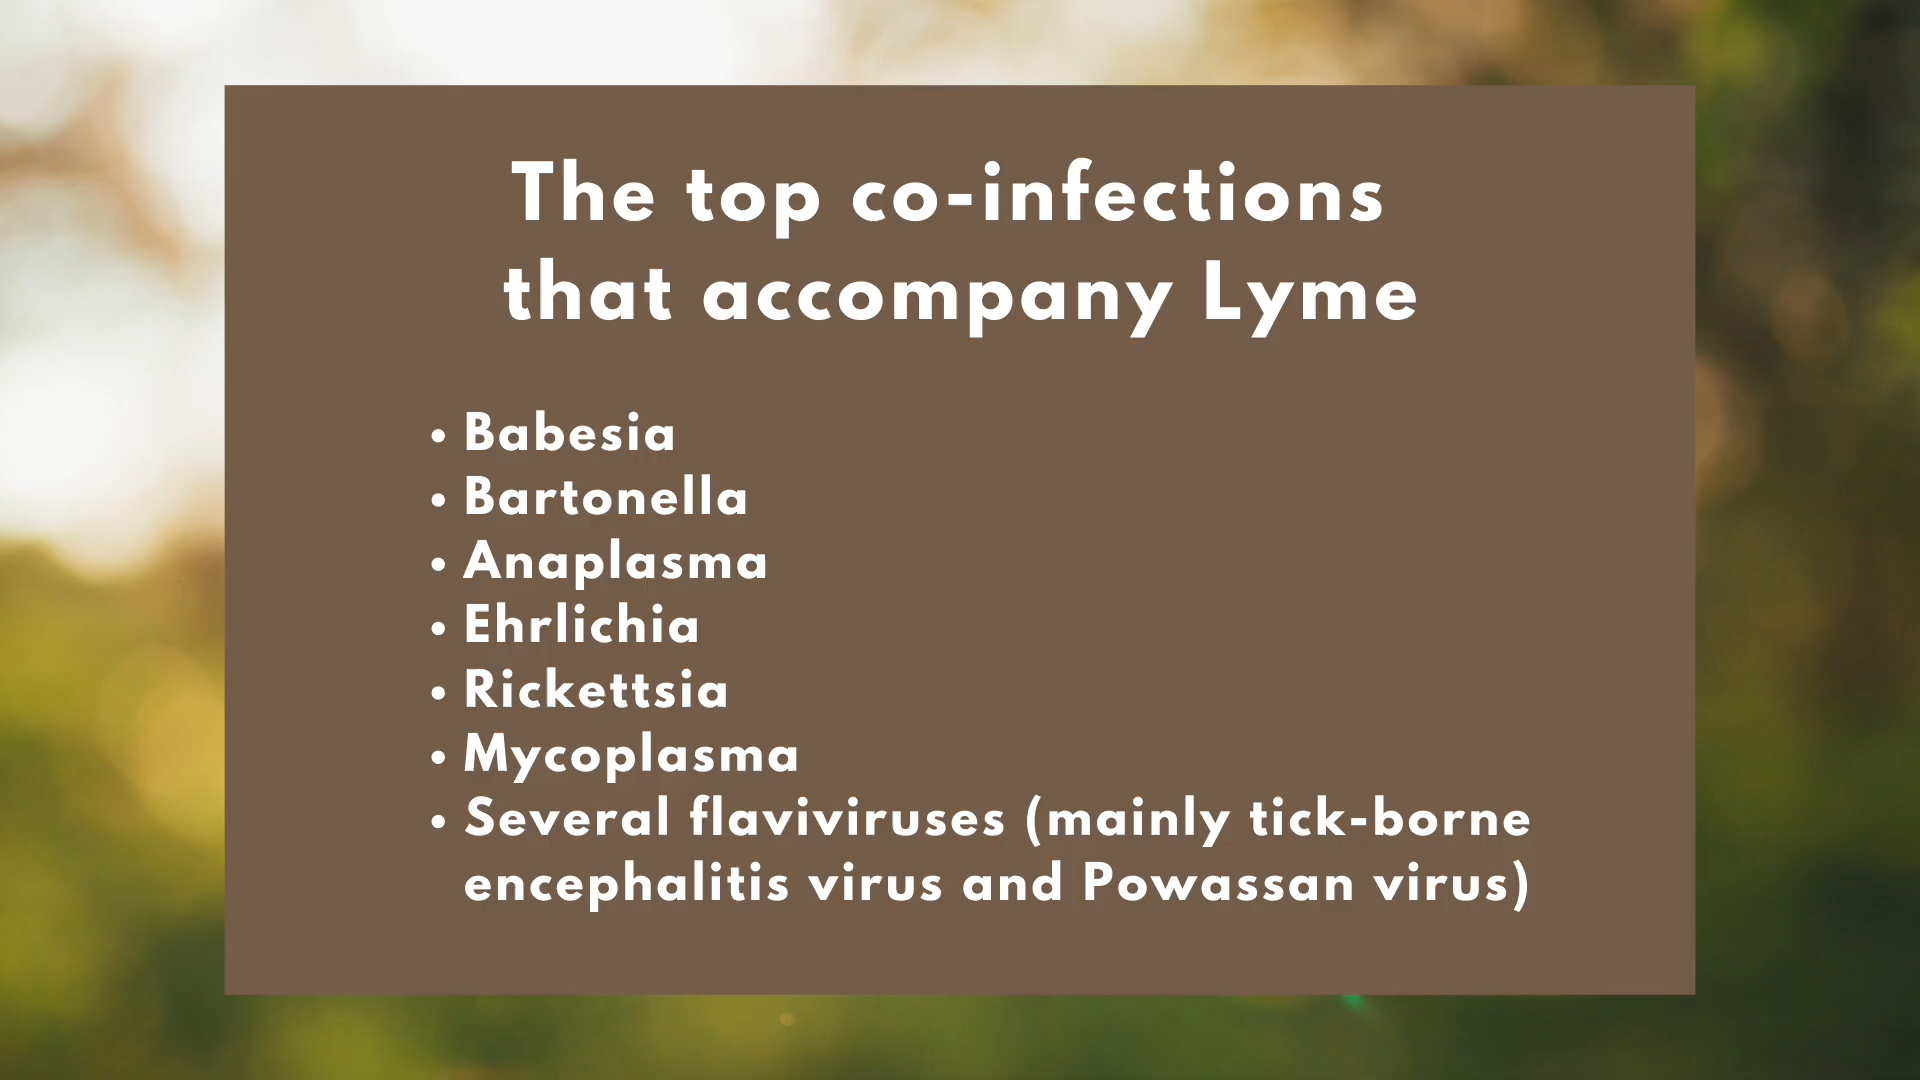 The top co-infections
that accompany Lyme
• Babesia
• Bartonella
• Anaplasma
• Ehrlichia
• Rickettsia
• Mycoplasma
• Several flaviviruses (mainly tick-borne
encephalitis virus and Powassan virus)